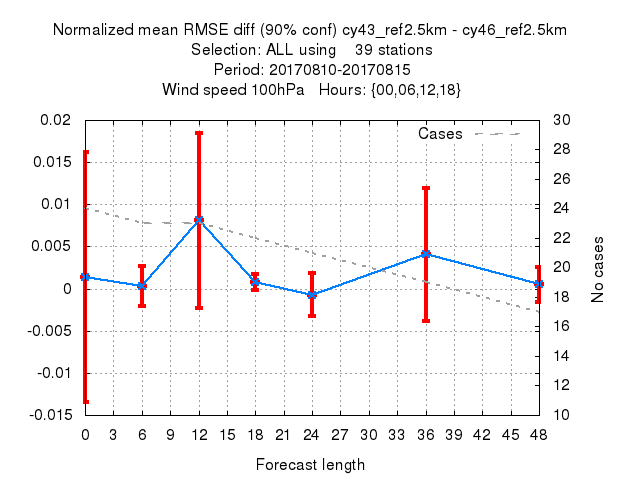 Normalized mean RMSE diff (90% conf) cy43_ref2.5km - cy46_ref2.5km
Selection: ALL using    39 stations
Period: 20170810-20170815
Wind speed 100hPa   Hours: {00,06,12,18}
Cases
0.02
0.015
0.01
0.005
0
-0.005
-0.01
-0.015
30
28
26
24
22
20
18
16
14
12
10
No cases
0 3 6 9 12 15 18 21 24 27 30 33 36 39 42 45 48
Forecast length